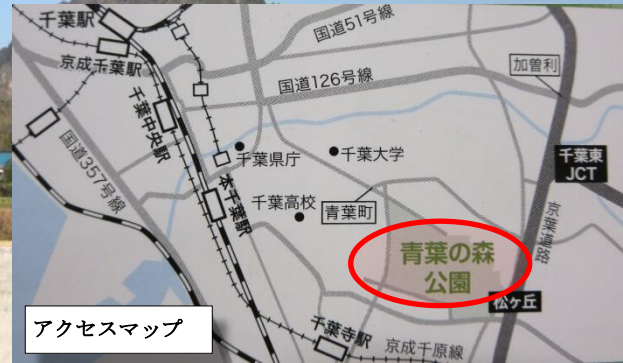 千葉駅
京成千葉駅
千葉中央駅
国道357号線
本千葉駅
国道51号線
国道126号線
加曽利
千葉東
JCT
千葉県庁
千葉大学
千葉高校
青葉町
京葉道路
青葉の森
公園
松ヶ丘
千葉寺駅
京成千原線
アクセスマップ